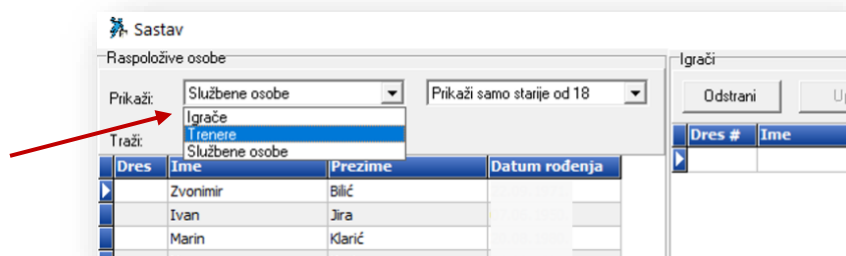 Sastav
Raspoložive osobe
Prikaži: Službene osobe Prikaži samo starije od 18
Igrače
Trenere
Službene osobe
Traži:
Dres Ime Prezime Datum rođenja
Zvonimir Bilić
Ivan Jira
Marin Klarić
Igrači
Odstrani
Dres # Ime